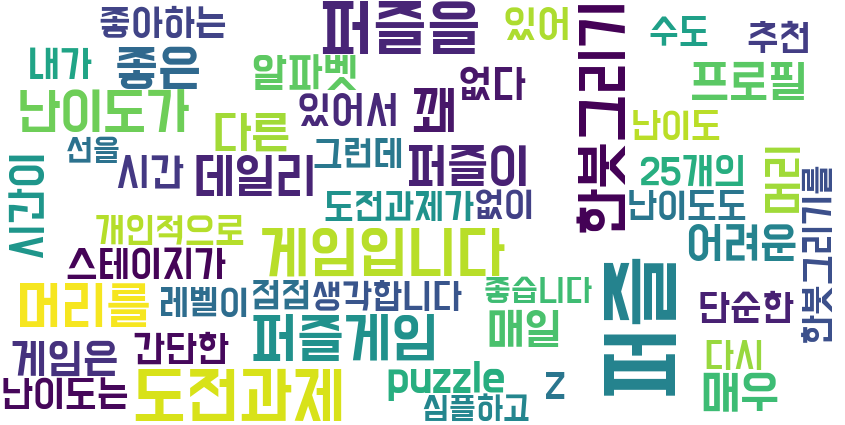 좋아하는
퍼즐을
있어
수도
추천
내가
좋은
알파벳
없다
한붓그리기
프로필
난이도가
있어서
꽤
다른
난이도
선을
시간
데일리
그런데
퍼즐이
25개의
머리
시간이
도전과제가
없이
난이도도
한붓그리기를
개인적으로
게임입니다
어려운
스테이지가
머리를
레벨이
점점
생각합니다
좋습니다
단순한
퍼즐
게임은
간단한
퍼즐게임
매일
다시
난이도는
도전과제
puzzle
심플하고
Z
매우